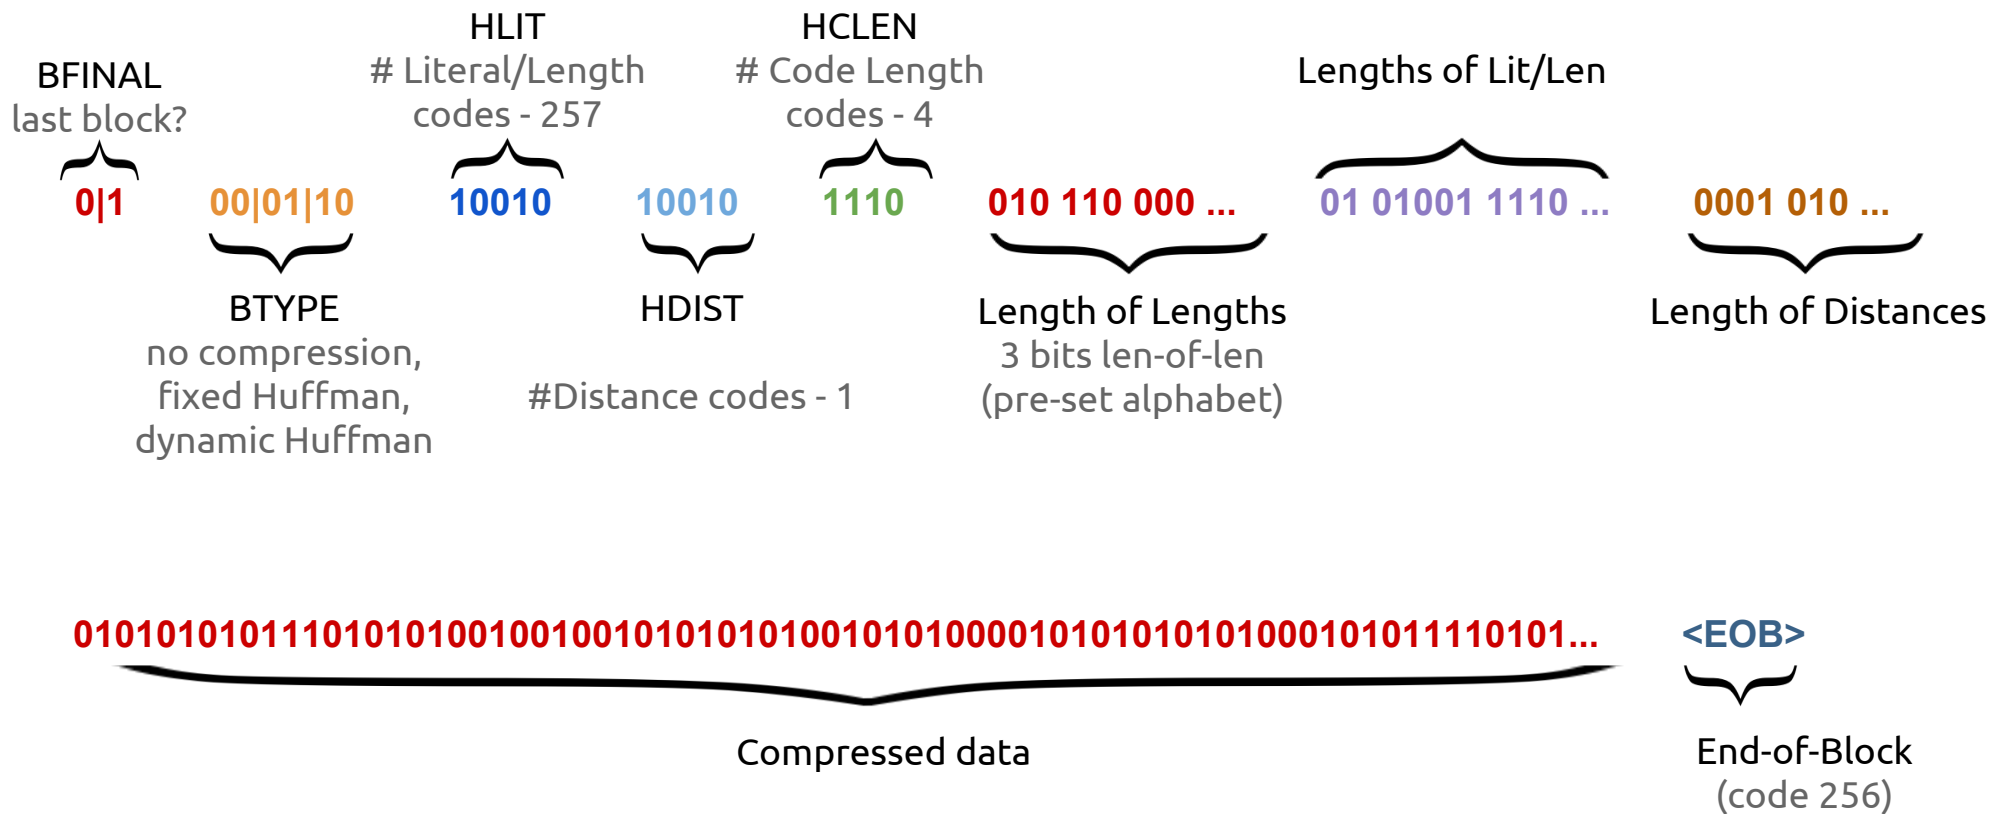 HLIT
# Literal/Length
codes - 257
HCLEN
# Code Length
codes - 4
BFINAL
last block?
Lengths of Lit/Len
0|1 00|01|10 10010 10010 1110 010 110 000 ... 01 01001 1110 ... 0001 010 ...
BTYPE
no compression,
fixed Huffman,
dynamic Huffman
HDIST
#Distance codes - 1
Length of Lengths
3 bits len-of-len
(pre-set alphabet)
Length of Distances
010101010111010101001001001010101010010101000010101010101000101011110101... <EOB>
Compressed data
End-of-Block
(code 256)